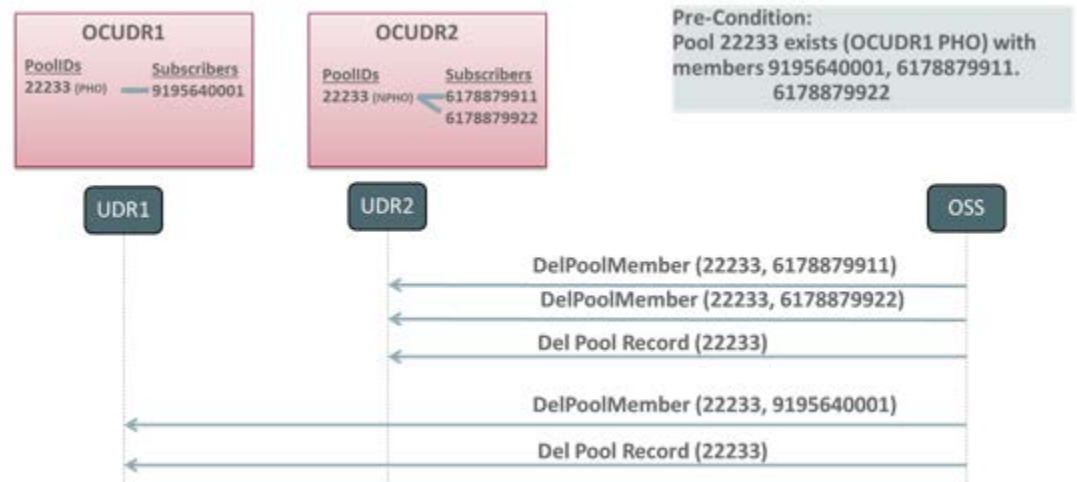 OCUDR1
PoolIDs Subscribers
22233 (PHO) 9195640001
OCUDR2
PoolIDs Subscribers
22233 (NPHO) 6178879911
6178879922
Pre-Condition:
Pool 22233 exists (OCUDR1 PHO) with
members 9195640001, 6178879911.
6178879922
UDR1
UDR2
OSS
DelPoolMember (22233, 6178879911)
DelPoolMember (22233, 6178879922)
Del Pool Record (22233)
DelPoolMember (22233, 9195640001)
Del Pool Record (22233)